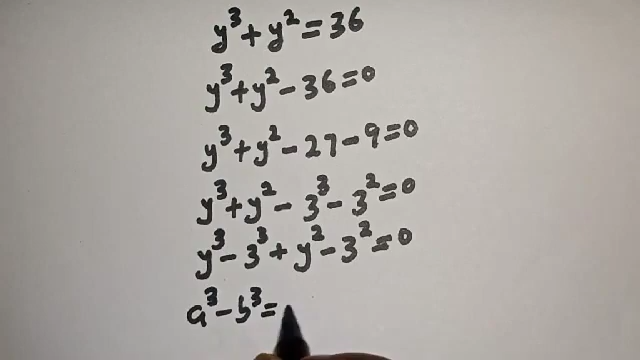 y³ + y² = 36
y³ + y² - 36 = 0
y³ + y² - 27 - 9 = 0
y³ + y² - 3³ - 3² = 0
y³ - 3³ + y² - 3² = 0
a³ - b³ =